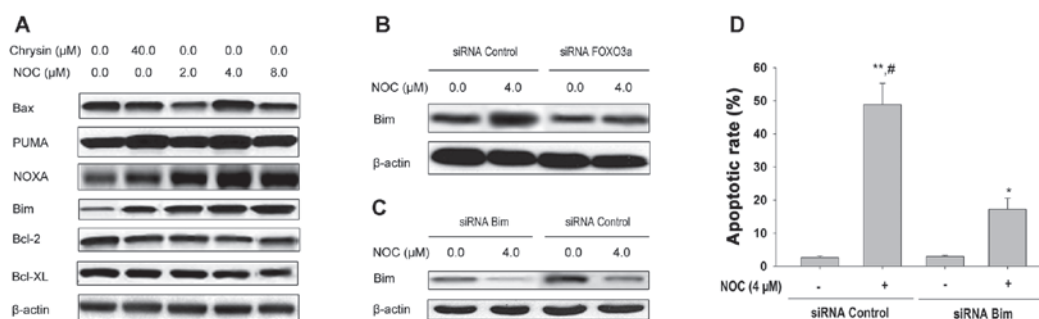 A
Chrysin (μM) 0.0 40.0 0.0 0.0 0.0
NOC (μM) 0.0 0.0 2.0 4.0 8.0
Bax
PUMA
NOXA
Bim
Bcl-2
Bcl-XL
β-actin
B
siRNA Control siRNA FOXO3a
NOC (μM) 0.0 4.0 0.0 4.0
Bim
β-actin
C
siRNA Bim siRNA Control
NOC (μM) 0.0 4.0 0.0 4.0
Bim
β-actin
D
Apoptotic rate (%)
60
50
40
30
20
10
0
**,#
*
NOC (4 μM) - + - +
siRNA Control siRNA Bim